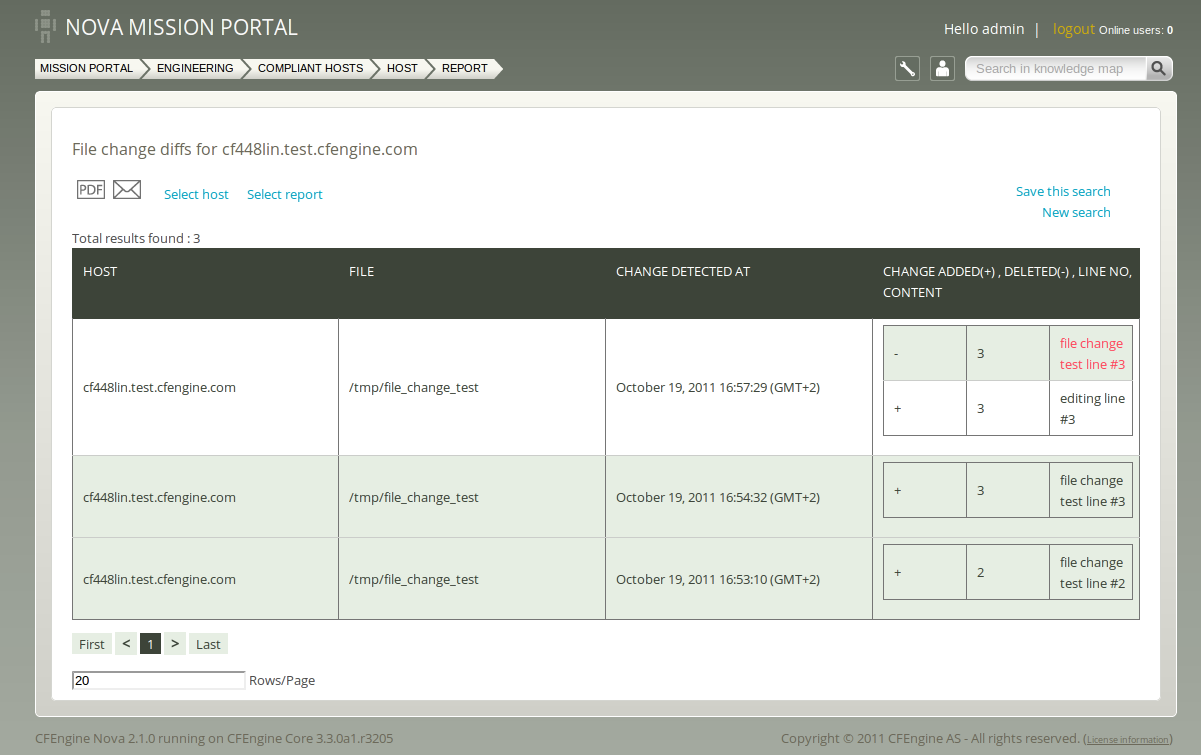 NOVA MISSION PORTAL
Hello admin | logout Online users: 0
MISSION PORTAL ENGINEERING COMPLIANT HOSTS HOST REPORT
Search in knowledge map
File change diffs for cf448lin.test.cfengine.com
PDF
Select host Select report
Save this search
New search
Total results found : 3
HOST FILE CHANGE DETECTED AT CHANGE ADDED(+) , DELETED(-) , LINE NO,
CONTENT
cf448lin.test.cfengine.com /tmp/file_change_test October 19, 2011 16:57:29 (GMT+2)
- 3 file change
test line #3
+ 3 editing line
#3
cf448lin.test.cfengine.com /tmp/file_change_test October 19, 2011 16:54:32 (GMT+2)
+ 3 file change
test line #3
cf448lin.test.cfengine.com /tmp/file_change_test October 19, 2011 16:53:10 (GMT+2)
+ 2 file change
test line #2
First < 1 > Last
20 Rows/Page
CFEngine Nova 2.1.0 running on CFEngine Core 3.3.0a1.r3205
Copyright © 2011 CFEngine AS - All rights reserved. (License information)